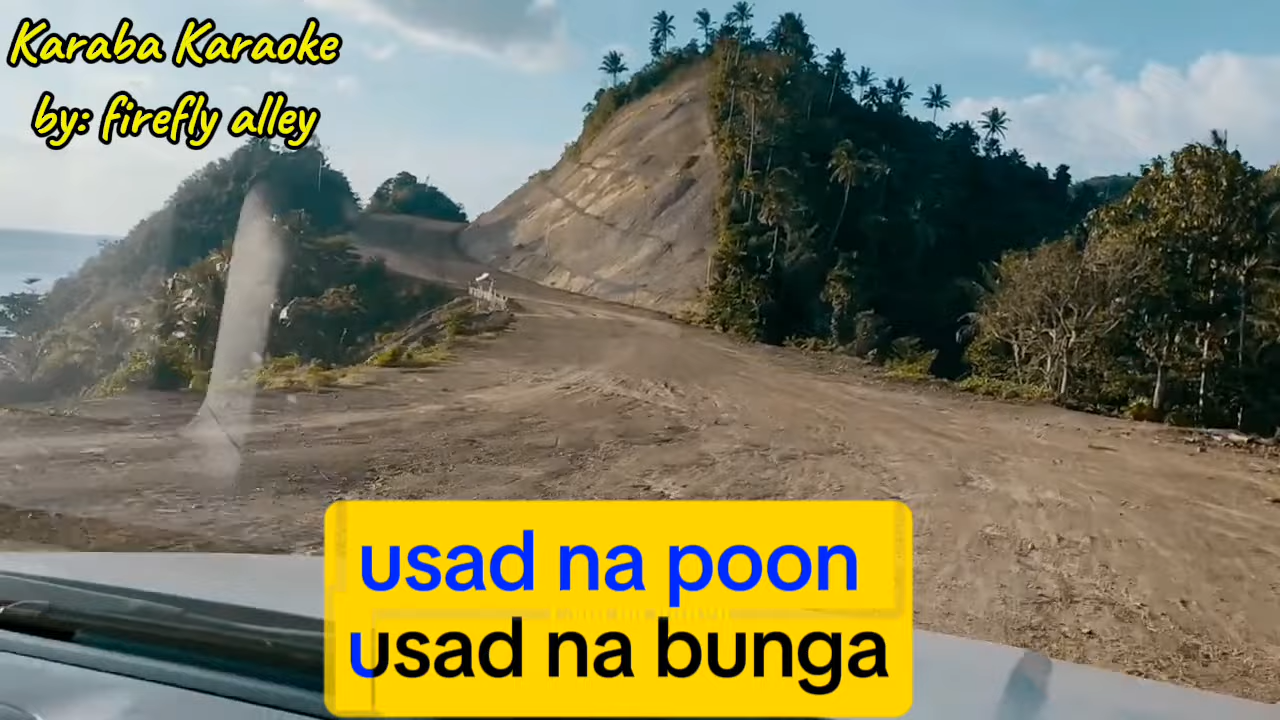 Karaba Karaoke
by: firefly alley
usad na poon
usad na bunga